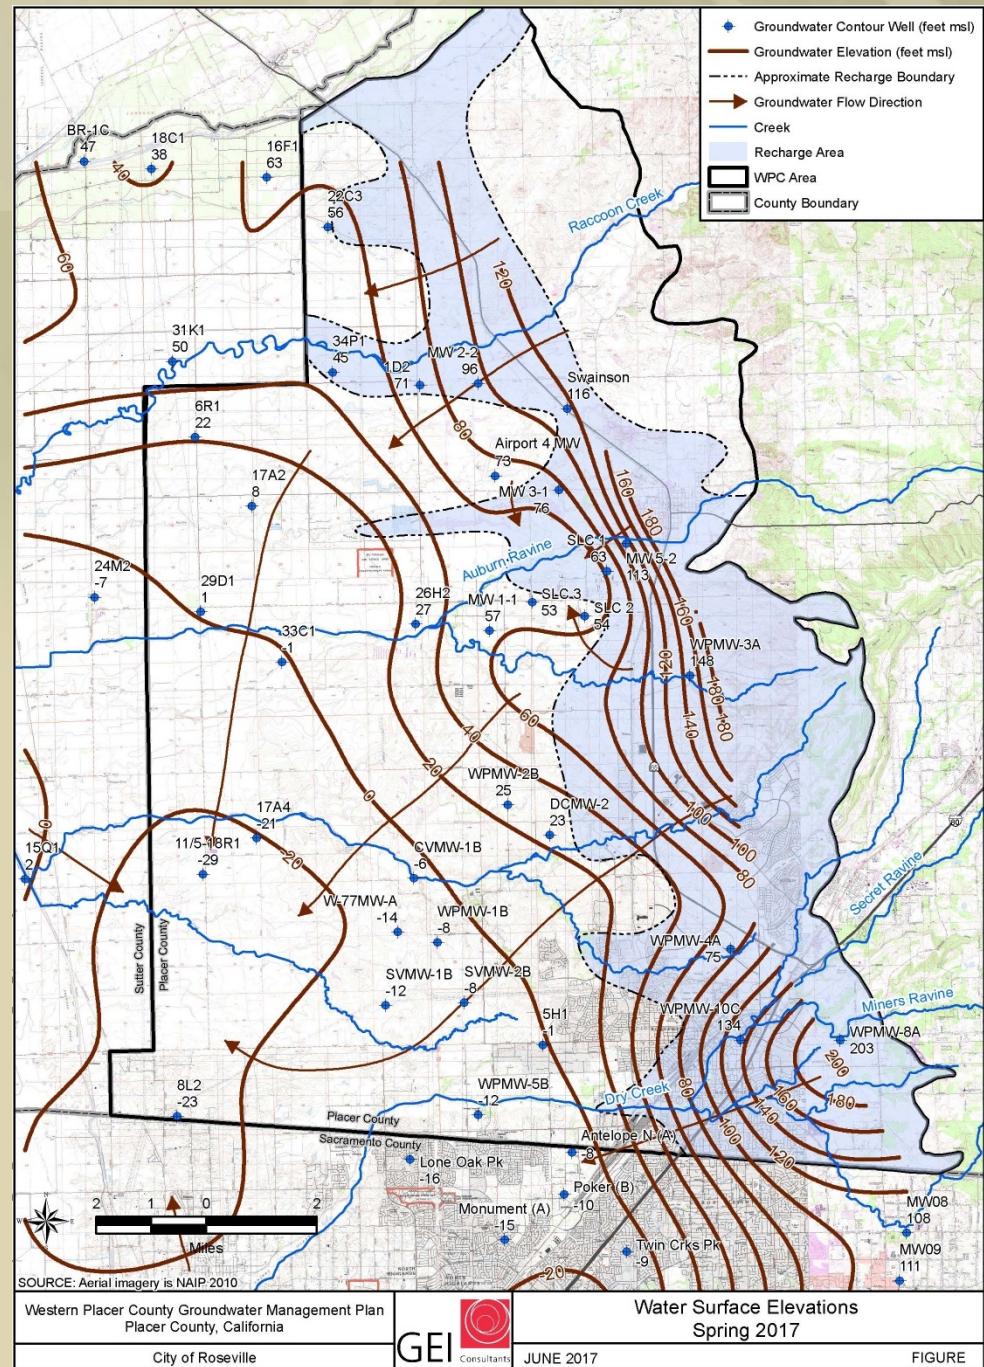 Groundwater Contour Well (feet msl)
Groundwater Elevation (feet msl)
Approximate Recharge Boundary
Groundwater Flow Direction
Creek
Recharge Area
WPC Area
County Boundary
BR-1C
47
18C1
38
16F1
63
40
22C3
56
60
Raccoon Creek
120
31K1
50
34P1
45
1D2
71
MW 2-2
96
Swainson
116
6R1
22
80
Airport 4 MW
73
17A2
8
MW 3-1
76
160
180
Auburn Ravine
SLC 1
63
MW 5-2
113
24M2
-7
29D1
1
26H2
27
MW 1-1
57
SLC 3
53
SLC 2
54
160
33C1
-1
WPMW-3A
148
120
180
140
180
60
40
20
0
WPMW-2B
25
DCMW-2
23
100
100
80
0
15Q1
2
17A4
-21
11/5-18R1
-29
-20
CVMW-1B
-6
W-77MW-A
-14
WPMW-1B
-8
WPMW-4A
75
Secret Ravine
Sutter County
Placer County
SVMW-1B
-12
SVMW-2B
-8
5H1
-1
WPMW-10C
134
Miners Ravine
WPMW-8A
203
200
180
160
140
120
100
80
8L2
-23
WPMW-5B
-12
Dry Creek
Placer County
Sacramento County
Antelope N (A)
-8
Lone Oak Pk
-16
Poker (B)
-10
Monument (A)
-15
Twin Crks Pk
-9
-20
MW08
108
MW09
111
2 0 2
Miles
SOURCE: Aerial imagery is NAIP 2010
Western Placer County Groundwater Management Plan
Placer County, California
City of Roseville
GEI Consultants
JUNE 2017
Water Surface Elevations
Spring 2017
FIGURE